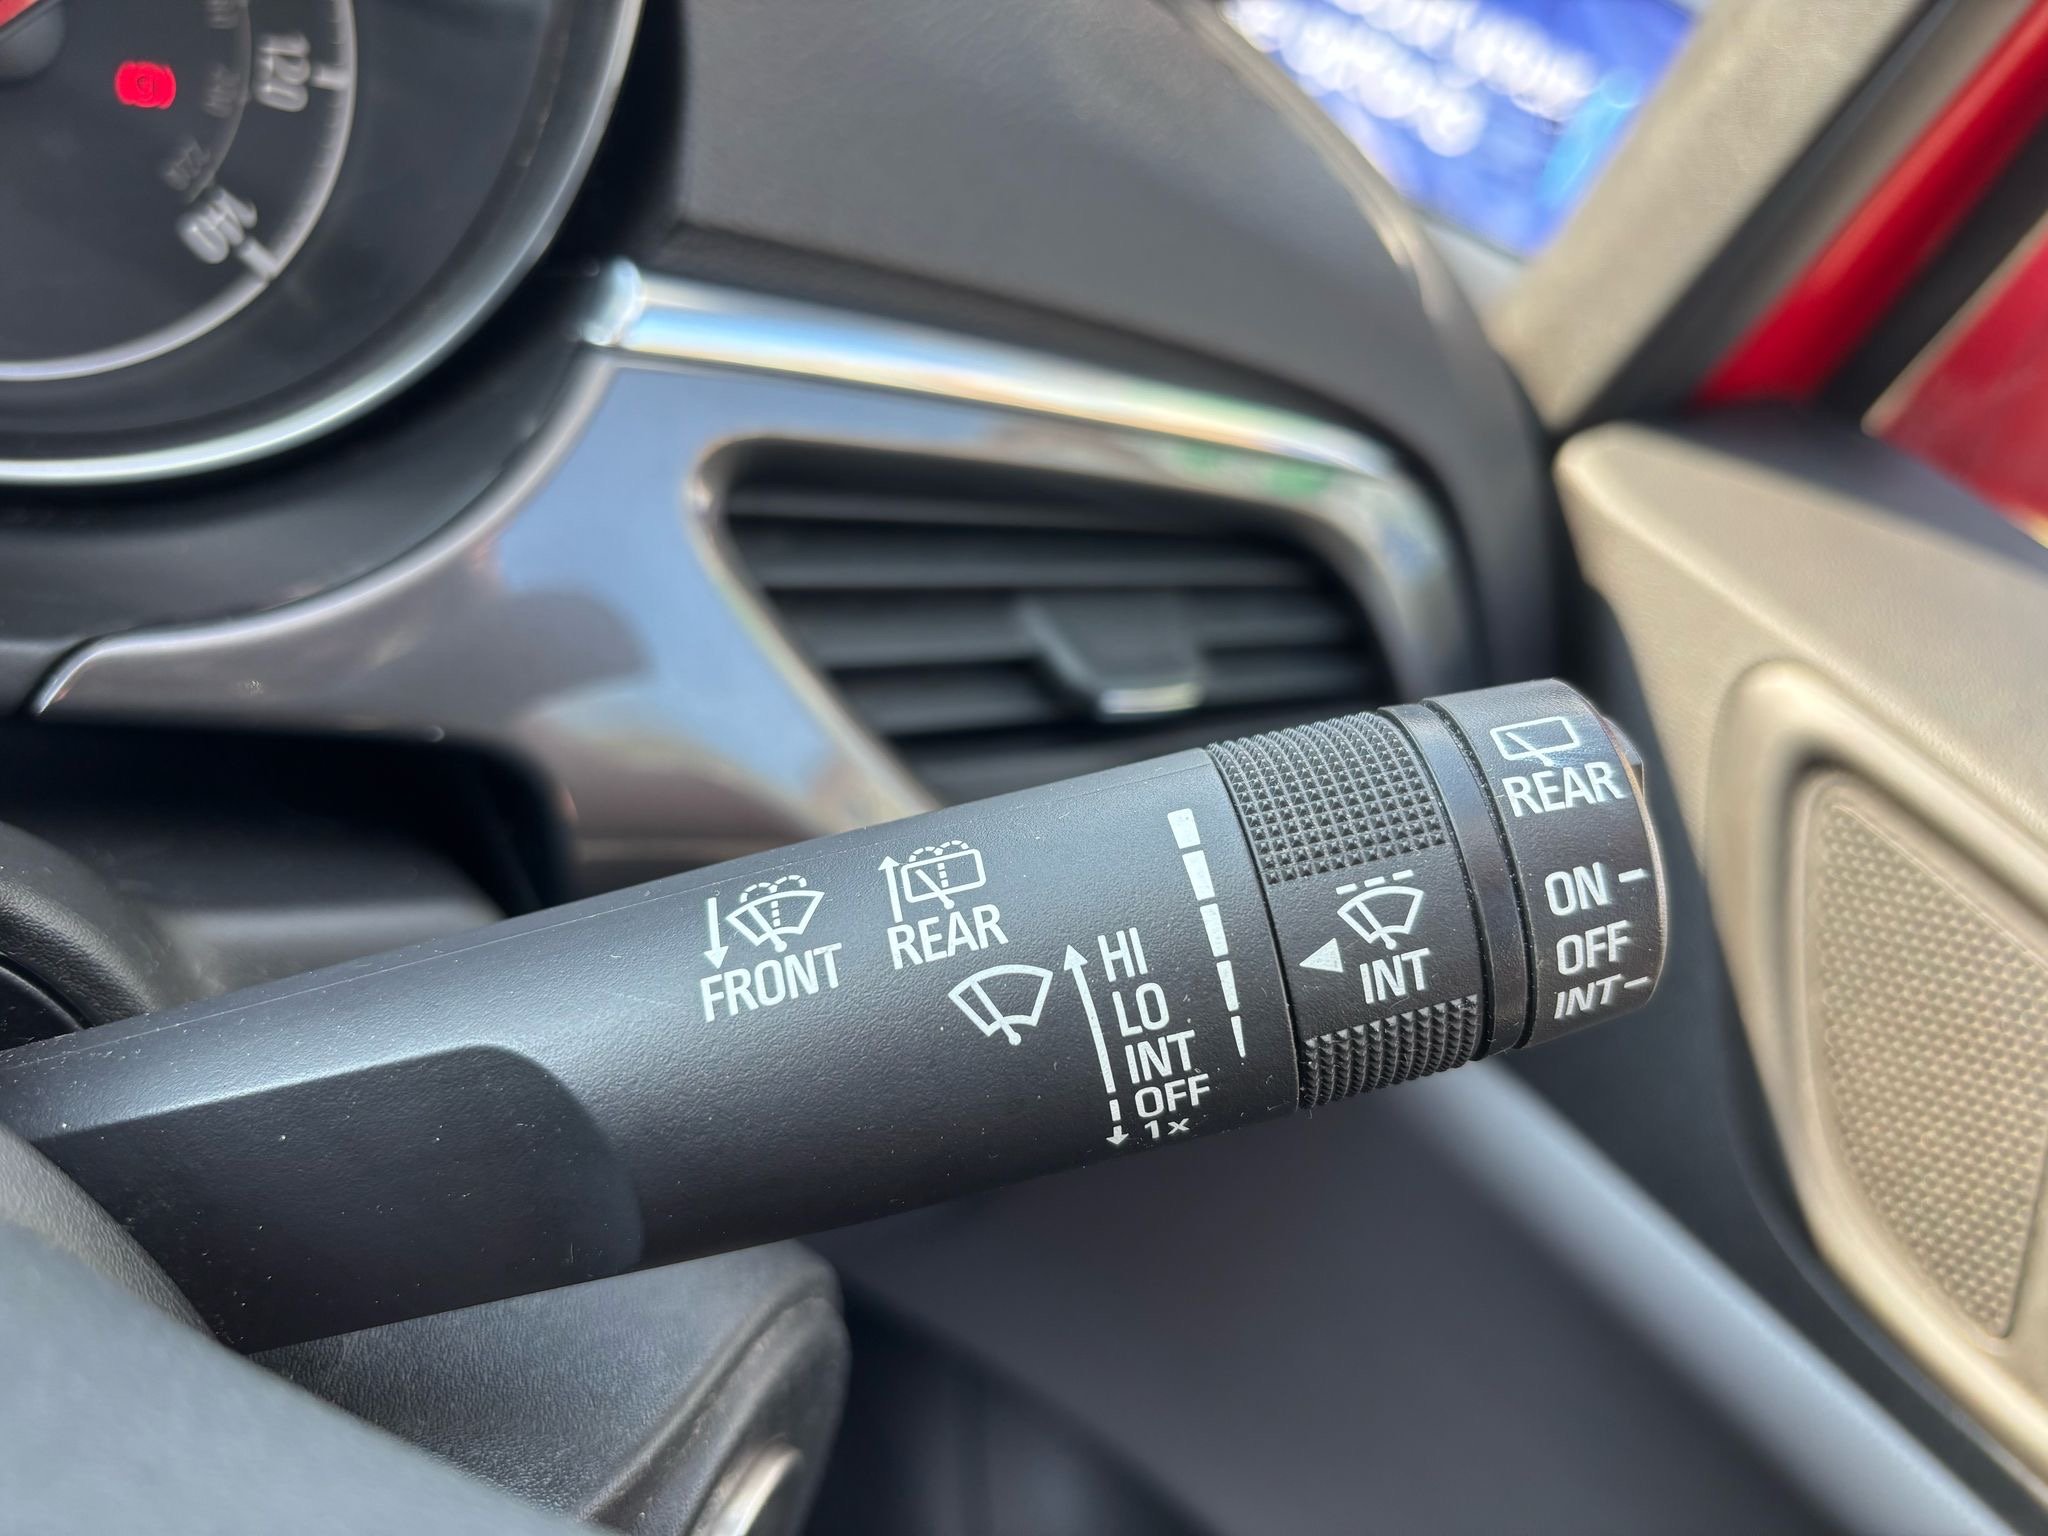 120
140
FRONT
REAR
HI
LO
INT
OFF
1x
INT
REAR
ON
OFF
INT